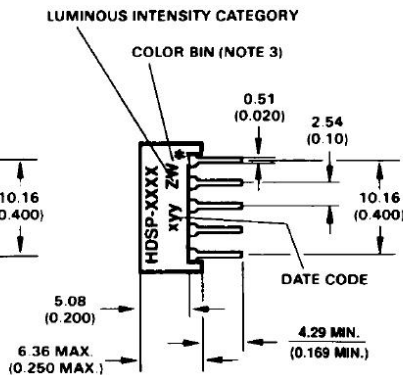 LUMINOUS INTENSITY CATEGORY
COLOR BIN (NOTE 3)
0.51
(0.020)
2.54
(0.10)
10.16
0.400)
HDSP-XXXX
xyy ZW
*
10.16
(0.400)
DATE CODE
5.08
(0.200)
4.29 MIN.
(0.169 MIN.)
6.36 MAX.
(0.250 MAX.)